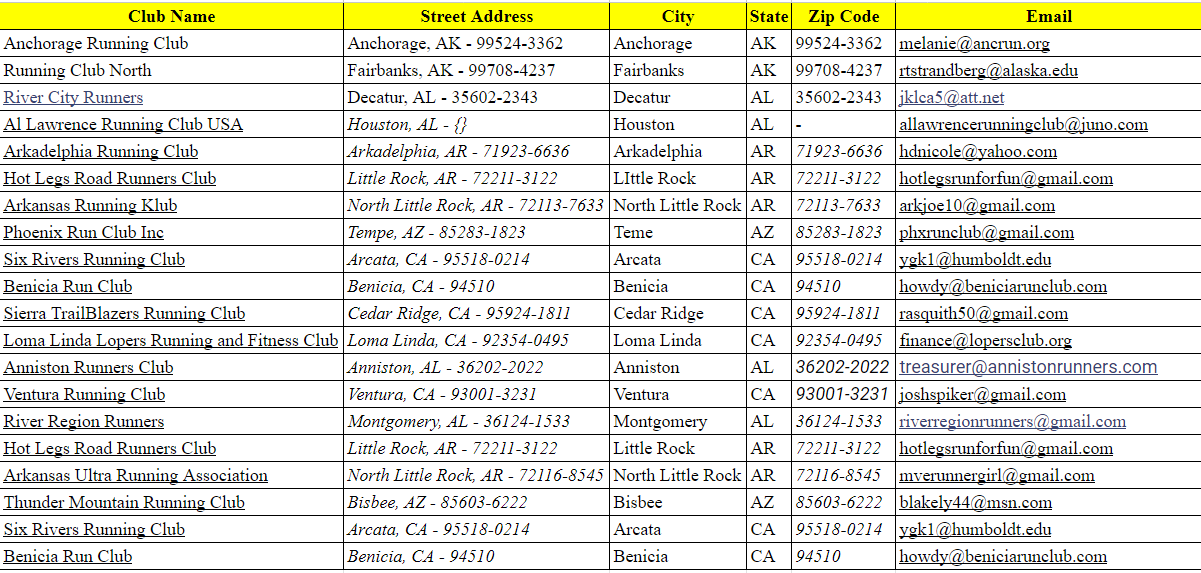 Club Name Street Address City State Zip Code Email
Anchorage Running Club Anchorage, AK - 99524-3362 Anchorage AK 99524-3362 melanie@ancrun.org
Running Club North Fairbanks, AK - 99708-4237 Fairbanks AK 99708-4237 rtstrandberg@alaska.edu
River City Runners Decatur, AL - 35602-2343 Decatur AL 35602-2343 jklca5@att.net
Al Lawrence Running Club USA Houston, AL - {} Houston AL - allawrencerunningclub@juno.com
Arkadelphia Running Club Arkadelphia, AR - 71923-6636 Arkadelphia AR 71923-6636 hdnicole@yahoo.com
Hot Legs Road Runners Club Little Rock, AR - 72211-3122 LIttle Rock AR 72211-3122 hotlegsrunforfun@gmail.com
Arkansas Running Klub North Little Rock, AR - 72113-7633 North Little Rock AR 72113-7633 arkjoe10@gmail.com
Phoenix Run Club Inc Tempe, AZ - 85283-1823 Teme AZ 85283-1823 phxrunclub@gmail.com
Six Rivers Running Club Arcata, CA - 95518-0214 Arcata CA 95518-0214 ygk1@humboldt.edu
Benicia Run Club Benicia, CA - 94510 Benicia CA 94510 howdy@beniciarunclub.com
Sierra TrailBlazers Running Club Cedar Ridge, CA - 95924-1811 Cedar Ridge CA 95924-1811 rasquith50@gmail.com
Loma Linda Lopers Running and Fitness Club Loma Linda, CA - 92354-0495 Loma Linda CA 92354-0495 finance@lopersclub.org
Anniston Runners Club Anniston, AL - 36202-2022 Anniston AL 36202-2022 treasurer@annistonrunners.com
Ventura Running Club Ventura, CA - 93001-3231 Ventura CA 93001-3231 joshspiker@gmail.com
River Region Runners Montgomery, AL - 36124-1533 Montgomery AL 36124-1533 riverregionrunners@gmail.com
Hot Legs Road Runners Club Little Rock, AR - 72211-3122 Little Rock AR 72211-3122 hotlegsrunforfun@gmail.com
Arkansas Ultra Running Association North Little Rock, AR - 72116-8545 North Little Rock AR 72116-8545 mverunnergirl@gmail.com
Thunder Mountain Running Club Bisbee, AZ - 85603-6222 Bisbee AZ 85603-6222 blakely44@msn.com
Six Rivers Running Club Arcata, CA - 95518-0214 Arcata CA 95518-0214 ygk1@humboldt.edu
Benicia Run Club Benicia, CA - 94510 Benicia CA 94510 howdy@beniciarunclub.com